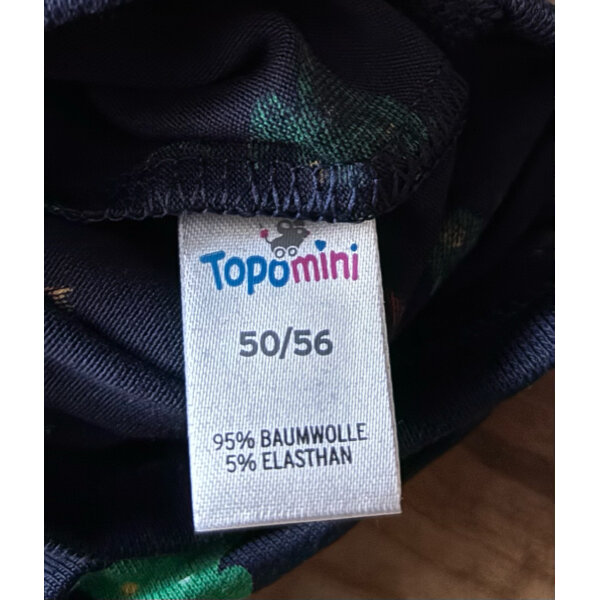 Topomini
50/56
95% BAUMWOLLE
5% ELASTHAN